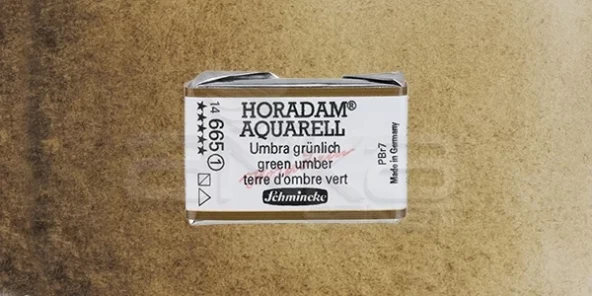 HORADAM®
AQUARELL
Umbra grünlich
green umber
terre d'ombre vert
Schmincke
14 665 1
★★★★★
PBr7
Made in Germany